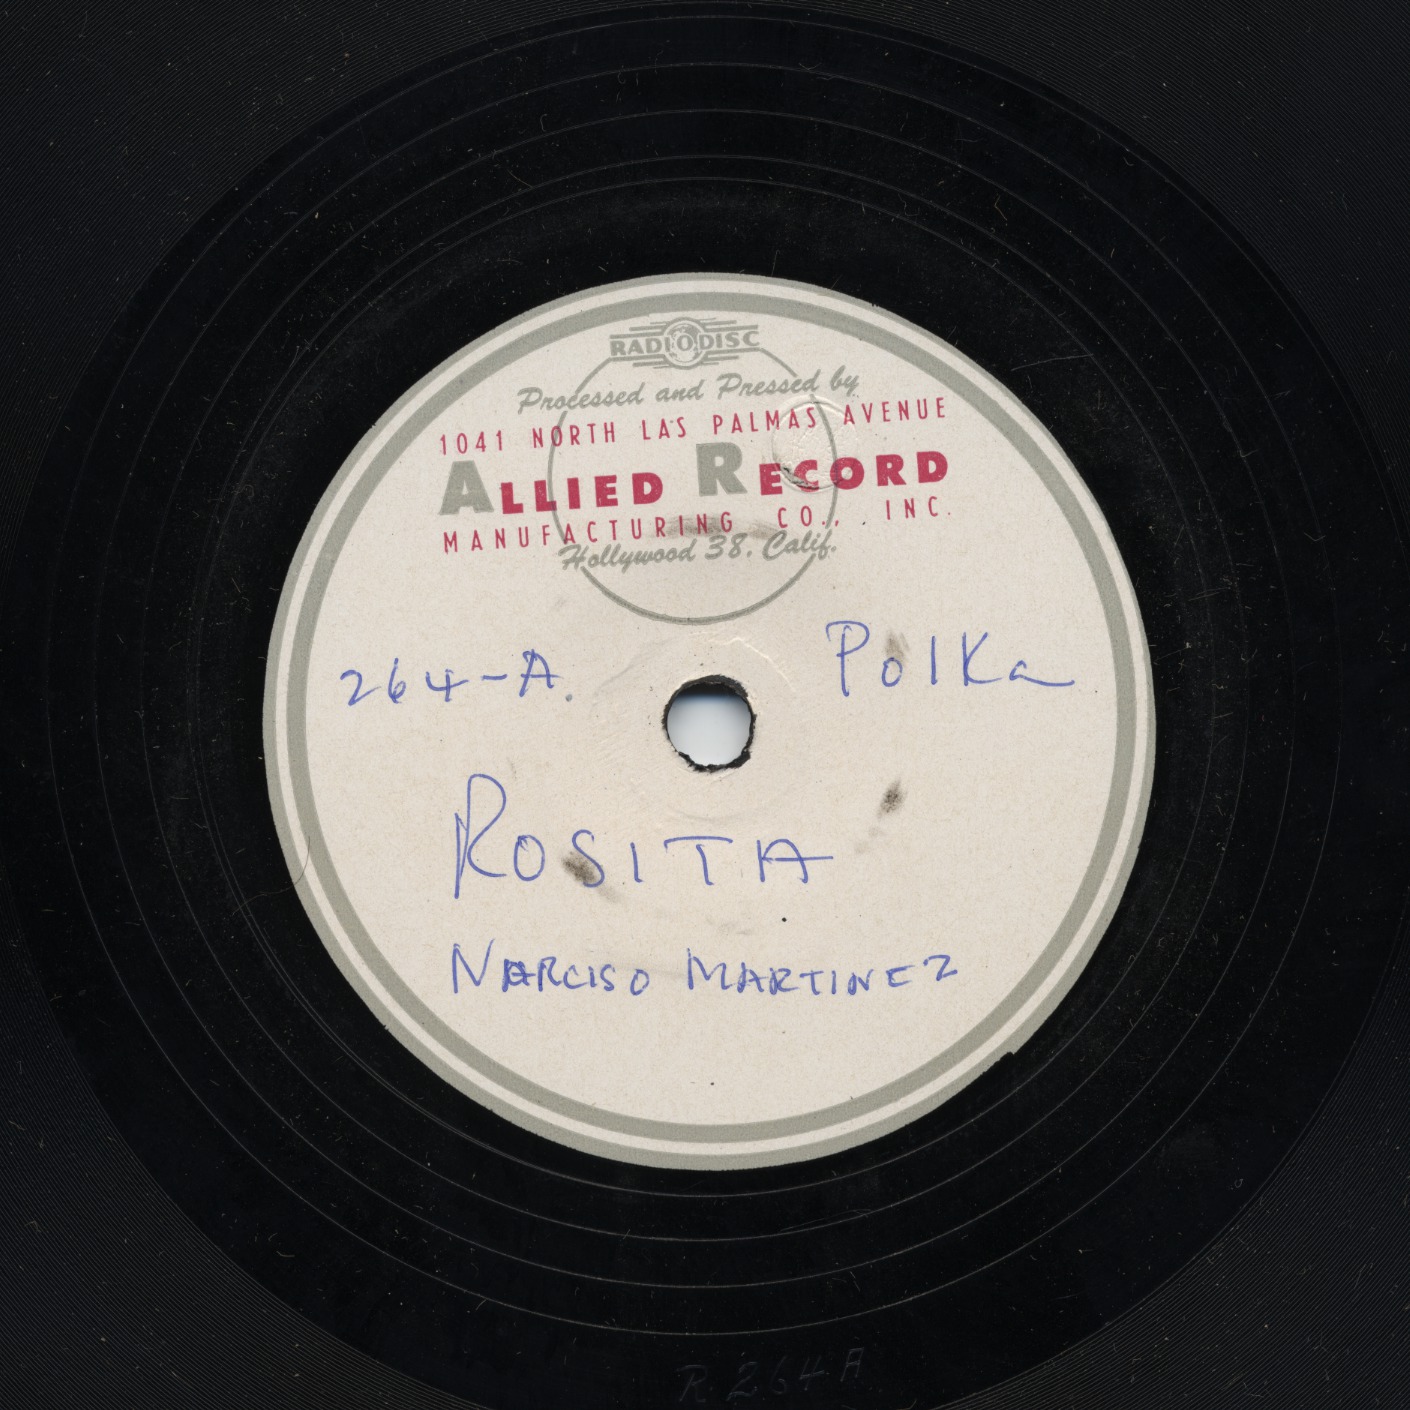 RADIODISC
Processed and Pressed by
1041 NORTH LAS PALMAS AVENUE
ALLIED RECORD
MANUFACTURING CO., INC.
Hollywood 38, Calif.
264-A. Polka
ROSITA
NARCISO MARTINEZ
R 264 A